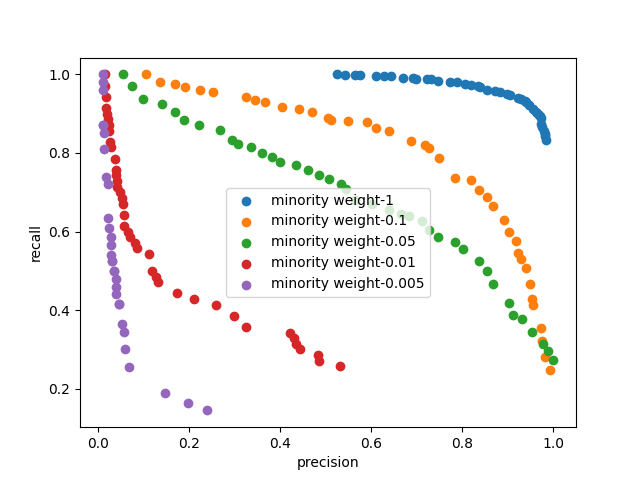 1.0
0.8
0.6
0.4
0.2
recall
minority weight-1
minority weight-0.1
minority weight-0.05
minority weight-0.01
minority weight-0.005
0.0 0.2 0.4 0.6 0.8 1.0
precision